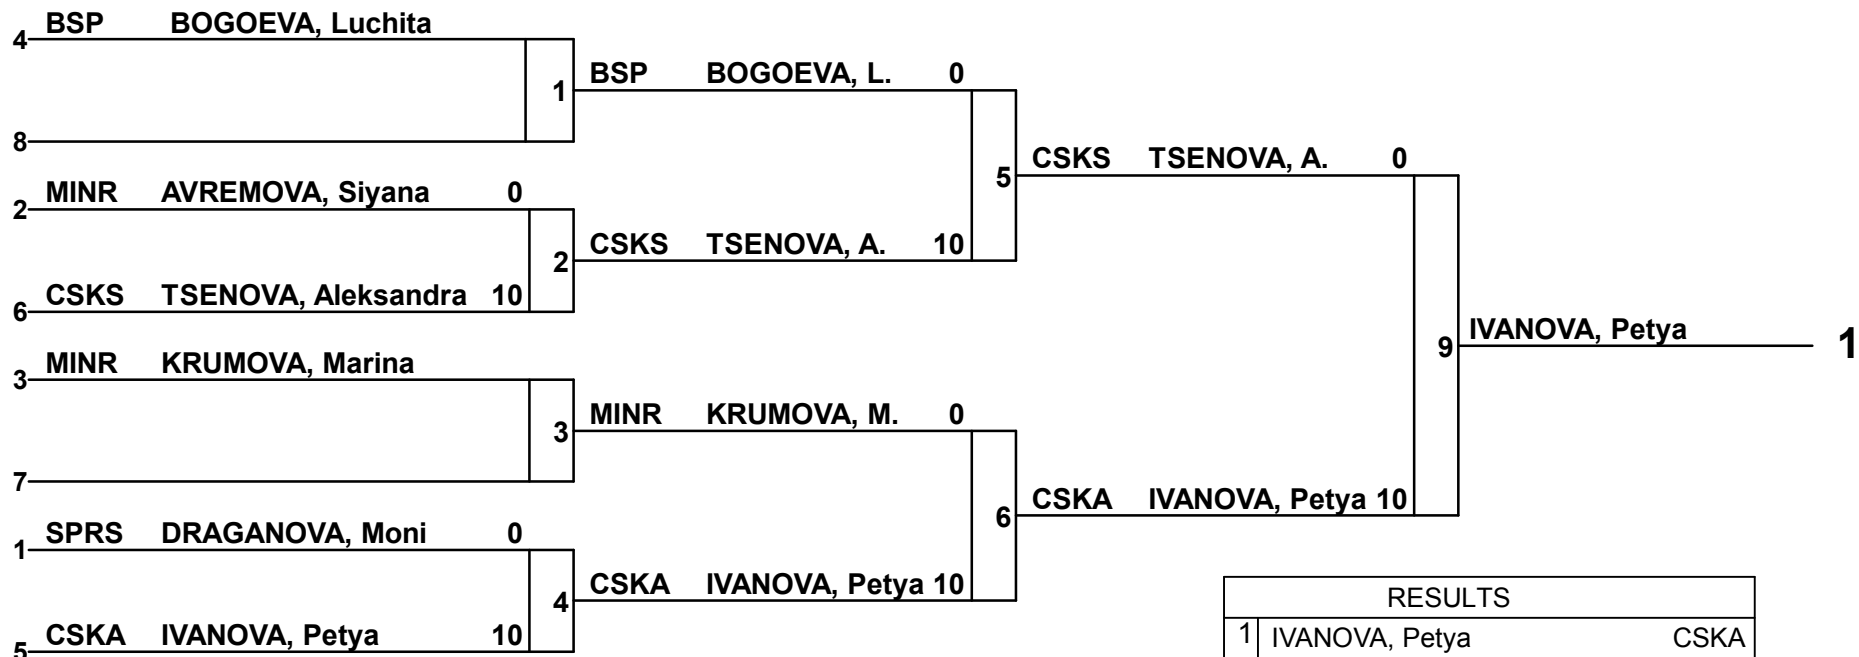 4 BSP BOGOEVA, Luchita
1 BSP BOGOEVA, L. 0
8
5 CSKS TSENOVA, A. 0
2 MINR AVREMOVA, Siyana 0
2 CSKS TSENOVA, A. 10
6 CSKS TSENOVA, Aleksandra 10
9 IVANOVA, Petya 1
3 MINR KRUMOVA, Marina
3 MINR KRUMOVA, M. 0
7
6 CSKA IVANOVA, Petya 10
1 SPRS DRAGANOVA, Moni 0
4 CSKA IVANOVA, Petya 10
5 CSKA IVANOVA, Petya 10
RESULTS
1 IVANOVA, Petya CSKA